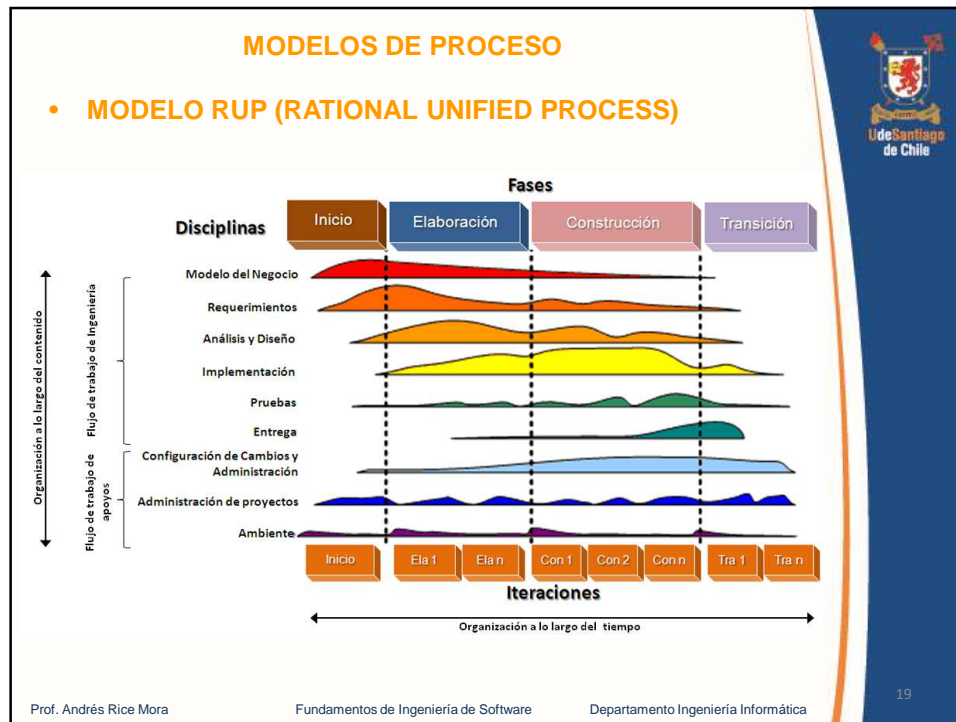 MODELOS DE PROCESO
• MODELO RUP (RATIONAL UNIFIED PROCESS)
UdeSantiago
de Chile
Fases
Disciplinas
Inicio
Elaboración
Construcción
Transición
Organización a lo largo del contenido
Flujo de trabajo de Ingeniería
Modelo del Negocio
Requerimientos
Análisis y Diseño
Implementación
Pruebas
Entrega
Flujo de trabajo de
apoyos
Configuración de Cambios y
Administración
Administración de proyectos
Ambiente
Inicio
Ela 1
Ela n
Con 1
Con 2
Con n
Tra 1
Tra n
Iteraciones
Organización a lo largo del tiempo
Prof. Andrés Rice Mora
Fundamentos de Ingeniería de Software
Departamento Ingeniería Informática
19